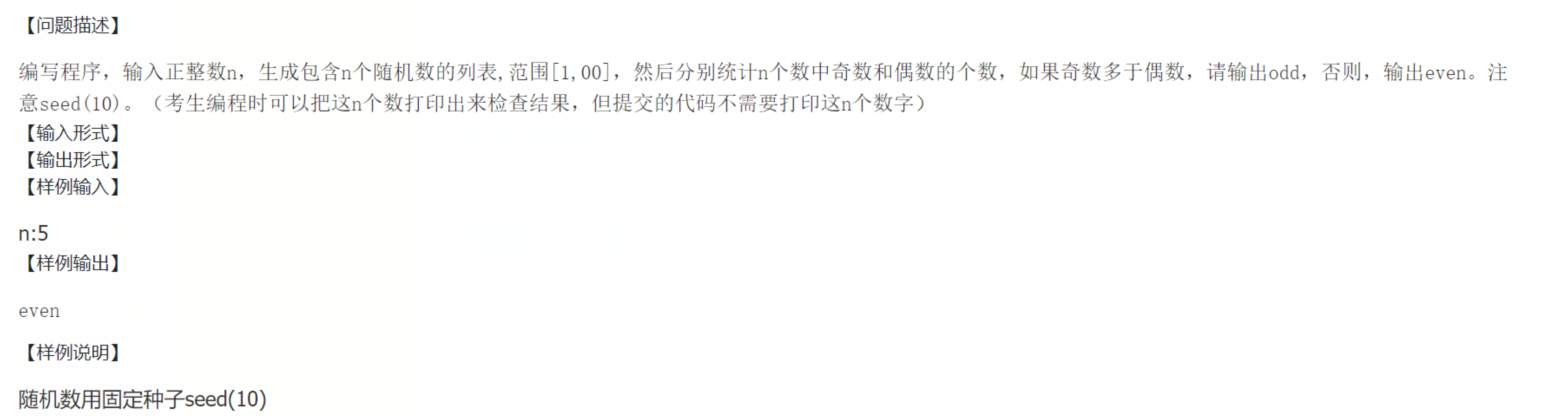 【问题描述】
编写程序，输入正整数n，生成包含n个随机数的列表,范围[1,00]，然后分别统计n个数中奇数和偶数的个数，如果奇数多于偶数，请输出odd，否则，输出even。注
意seed(10)。（考生编程时可以把这n个数打印出来检查结果，但提交的代码不需要打印这n个数字）
【输入形式】
【输出形式】
【样例输入】
n:5
【样例输出】
even
【样例说明】
随机数用固定种子seed(10)